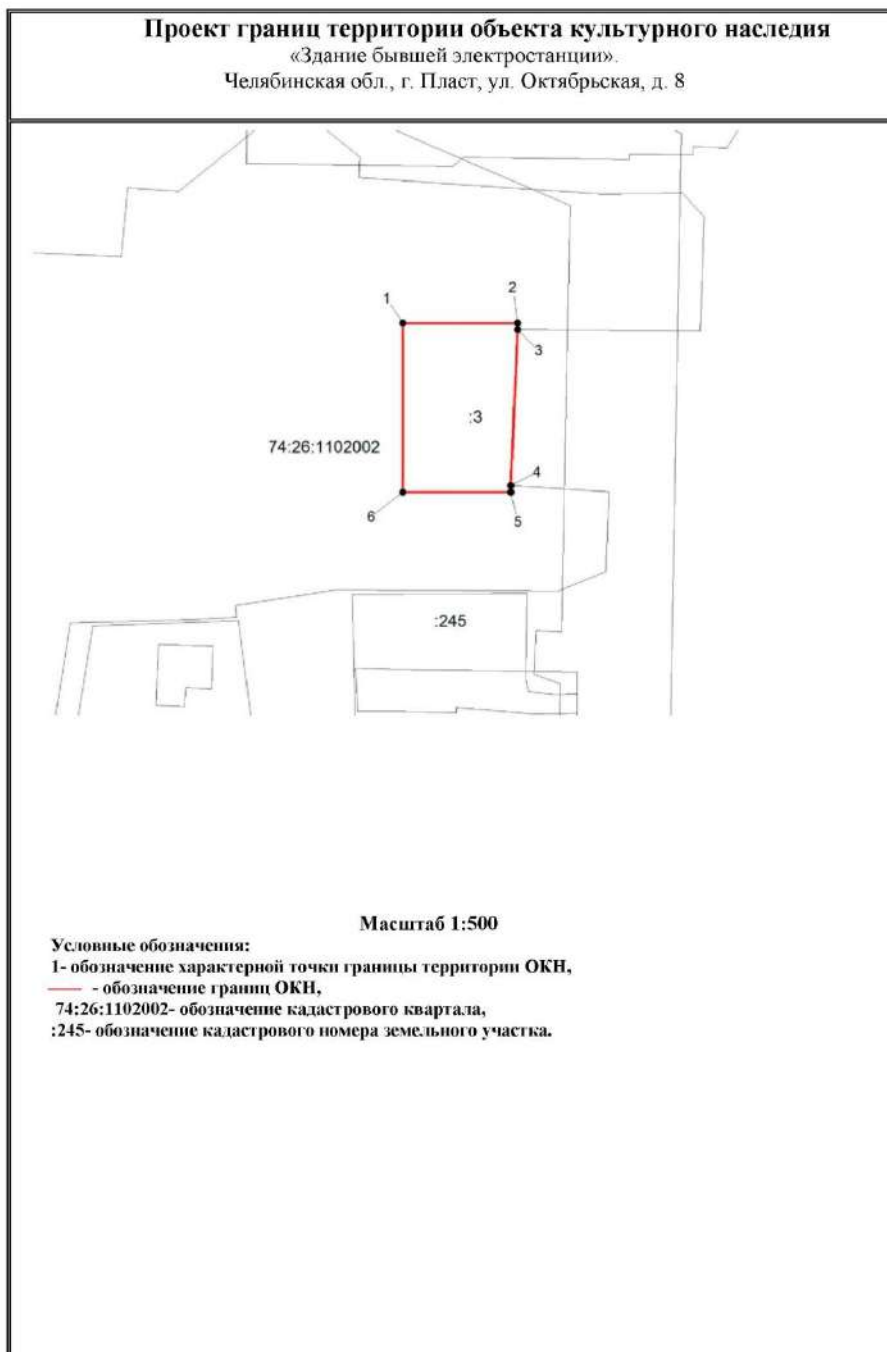 Проект границ территории объекта культурного наследия
«Здание бывшей электростанции».
Челябинская обл., г. Пласт, ул. Октябрьская, д. 8
2
1
3
:3
74:26:1102002
4
6
5
:245
Масштаб 1:500
Условные обозначения:
1- обозначение характерной точки границы территории ОКН,
- обозначение границ ОКН,
74:26:1102002- обозначение кадастрового квартала,
:245- обозначение кадастрового номера земельного участка.